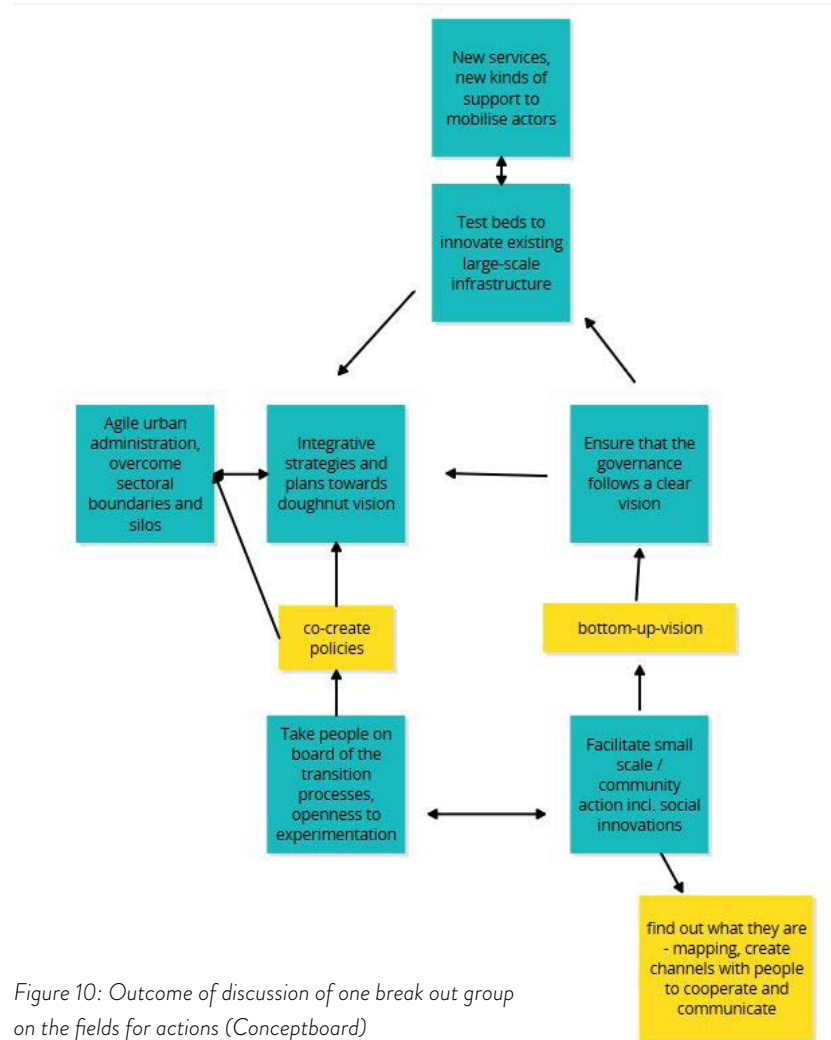 New services,
new kinds of
support to
mobilise actors
Test beds to
innovate existing
large-scale
infrastructure
Agile urban
administration,
overcome
sectoral
boundaries and
silos
Integrative
strategies and
plans towards
doughnut vision
Ensure that the
governance
follows a clear
vision
co-create
policies
bottom-up-vision
Take people on
board of the
transition
processes,
openness to
experimentation
Facilitate small
scale /
community
action incl. social
innovations
find out what they are
- mapping, create
channels with people
to cooperate and
communicate
Figure 10: Outcome of discussion of one break out group
on the fields for actions (Conceptboard)